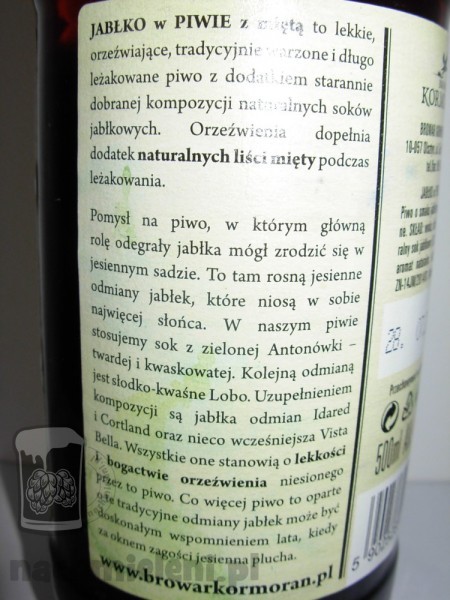 JABŁKO w PIWIE z miętą to lekkie,
orzeźwiające, tradycyjnie warzone i długo
leżakowane piwo z dodatkiem starannie
dobranej kompozycji naturalnych soków
jabłkowych. Orzeźwienia dopełnia
dodatek naturalnych liści mięty podczas
leżakowania.
Pomysł na piwo, w którym główną
rolę odegrały jabłka mógł zrodzić się w
jesiennym sadzie. To tam rosną jesienne
odmiany jabłek, które niosą w sobie
najwięcej słońca. W naszym piwie
stosujemy sok z zielonej Antonówki –
twardej i kwaskowatej. Kolejną odmianą
jest słodko-kwaśne Lobo. Uzupełnieniem
kompozycji są jabłka odmian Idared
i Cortland oraz nieco wcześniejsza Vista
Bella. Wszystkie one stanowią o lekkości
i bogactwie orzeźwienia niesionego
przez to piwo. Co więcej piwo to oparte
o te tradycyjne odmiany jabłek może być
doskonałym wspomnieniem lata, kiedy
za oknem zagości jesienna plucha.
www.browarkormoran.pl
28.
500ml